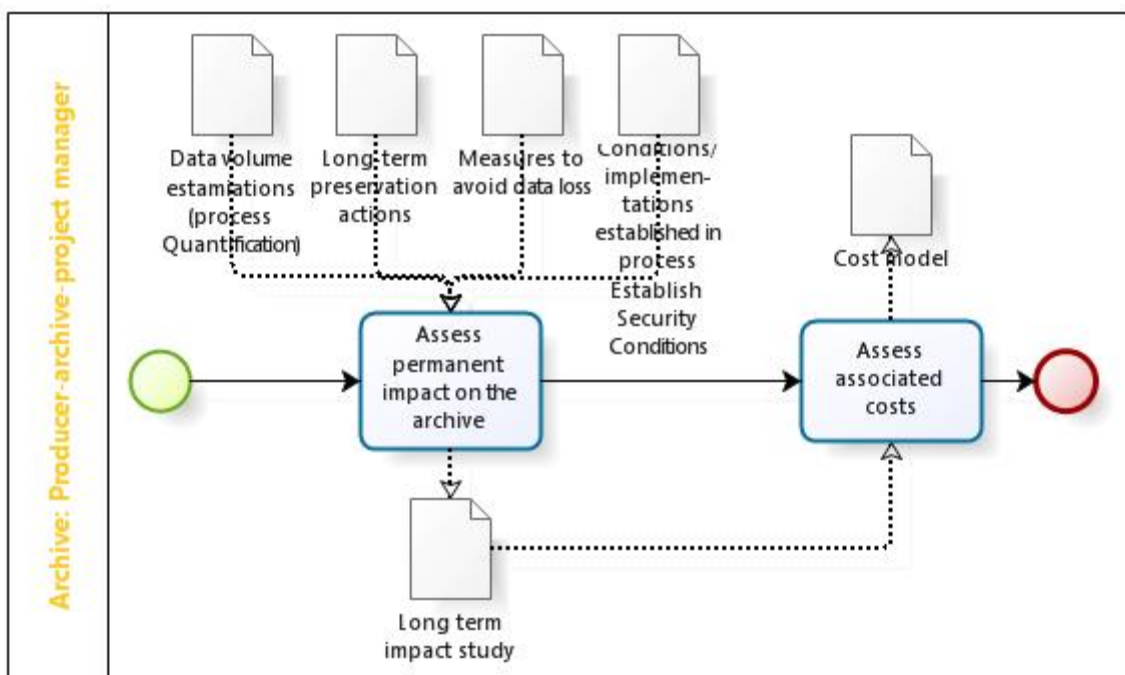 Archive: Producer-archive-project manager
Data volume
estamiations
(process
Quantification)
Long-term
preservation
actions
Measures to
avoid data loss
Conditions/
implemen-
tations
established in
process
Establish
Security
Conditions
Cost model
Assess
permanent
impact on the
archive
Assess
associated
costs
Long term
impact study